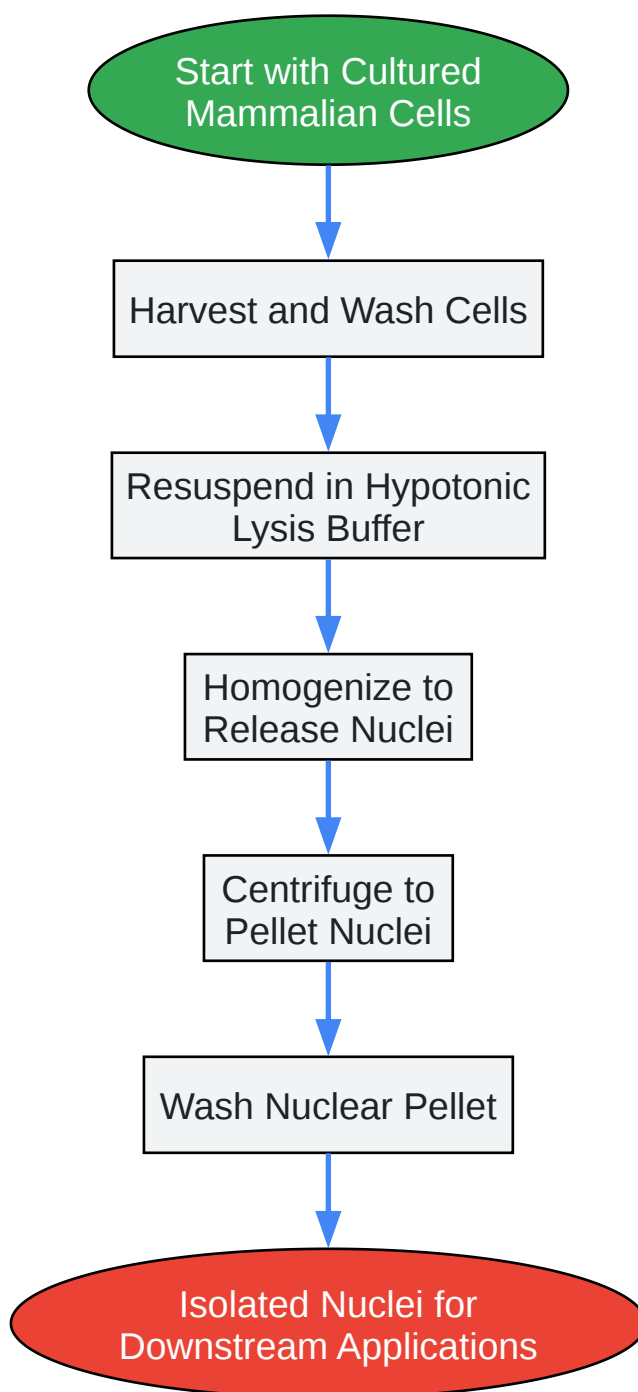 Start with Cultured
Mammalian Cells
Harvest and Wash Cells
Resuspend in Hypotonic
Lysis Buffer
Homogenize to
Release Nuclei
Centrifuge to
Pellet Nuclei
Wash Nuclear Pellet
Isolated Nuclei for
Downstream Applications